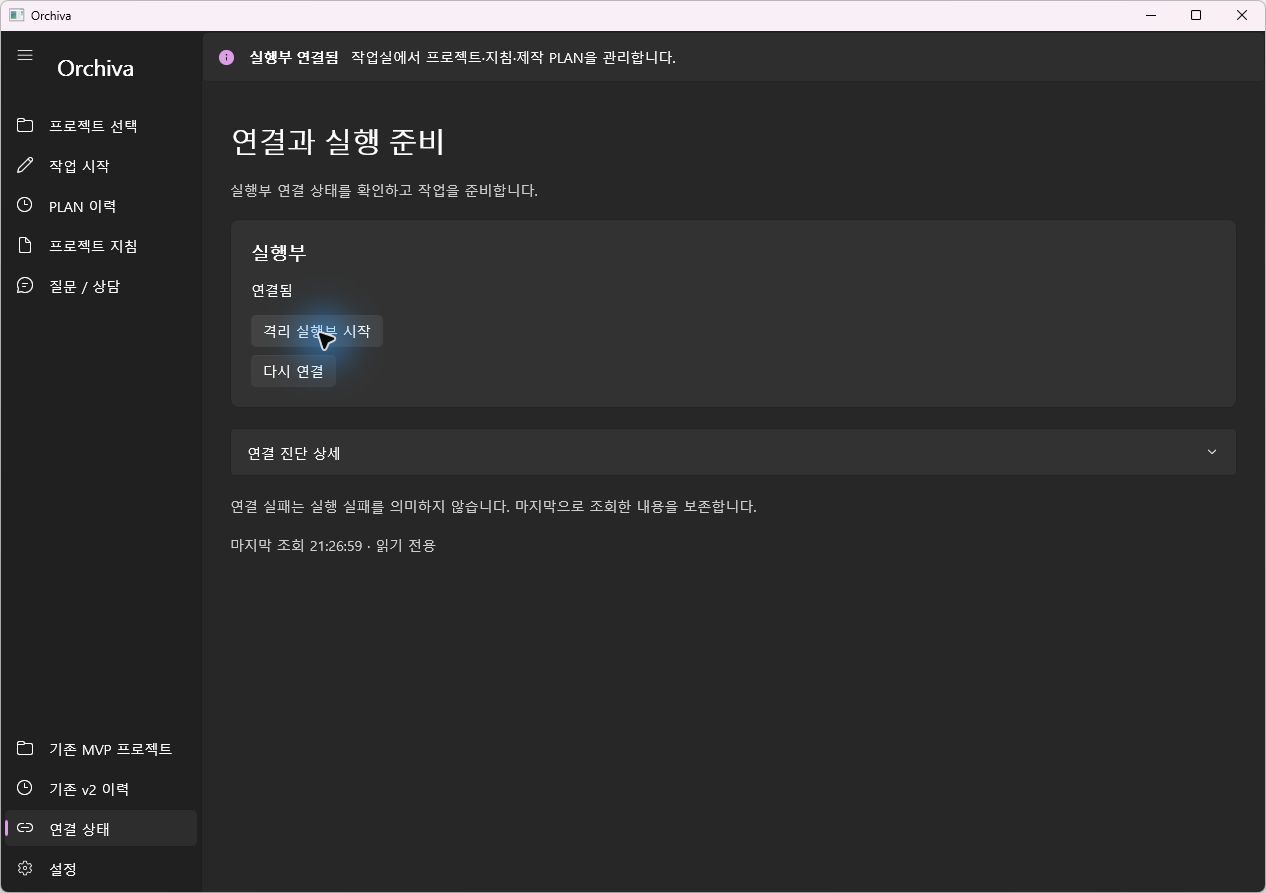 Orchiva
Orchiva
실행부 연결됨 작업실에서 프로젝트·지침·제작 PLAN을 관리합니다.
프로젝트 선택
작업 시작
PLAN 이력
프로젝트 지침
질문 / 상담
연결과 실행 준비
실행부 연결 상태를 확인하고 작업을 준비합니다.
실행부
연결됨
격리 실행부 시작
다시 연결
연결 진단 상세
연결 실패는 실행 실패를 의미하지 않습니다. 마지막으로 조회한 내용을 보존합니다.
마지막 조회 21:26:59 · 읽기 전용
기존 MVP 프로젝트
기존 v2 이력
연결 상태
설정